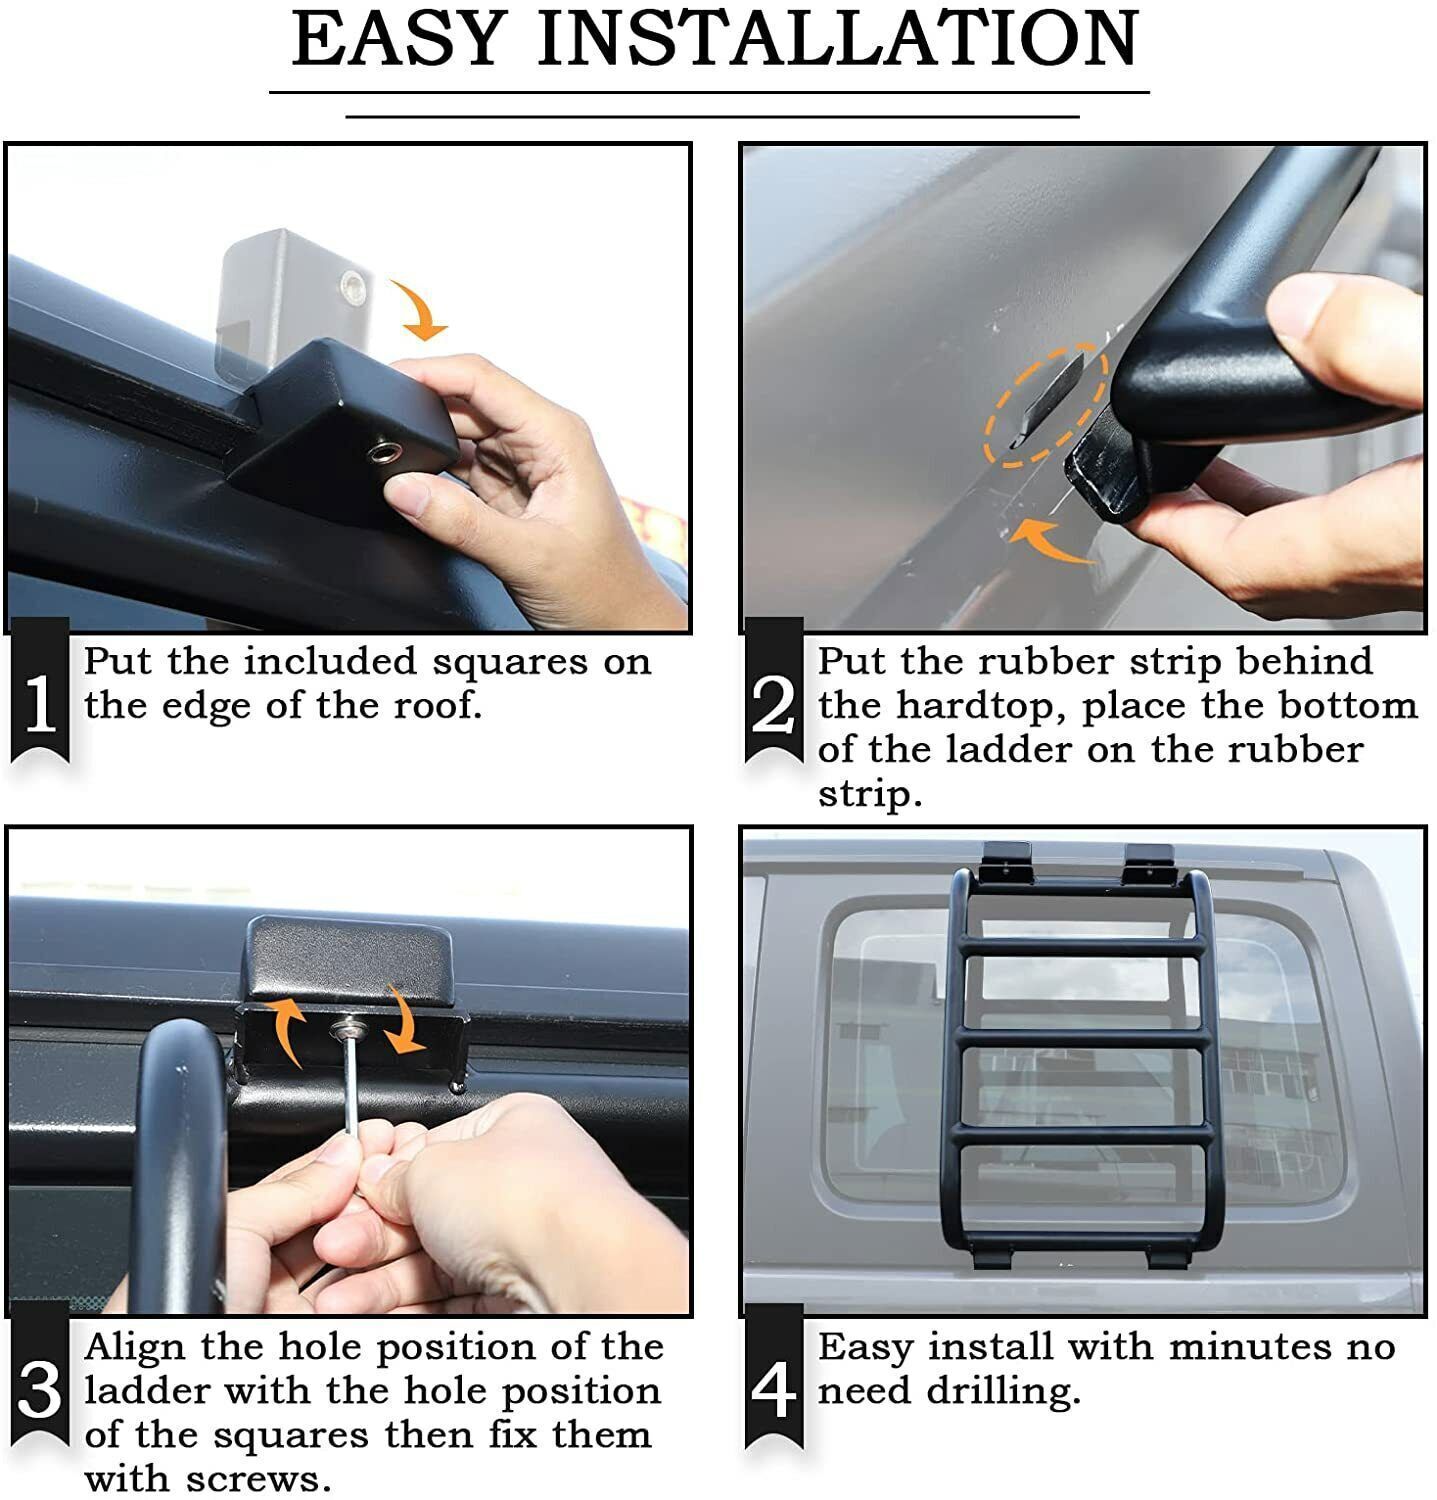 EASY INSTALLATION
1
Put the included squares on
the edge of the roof.
2
Put the rubber strip behind
the hardtop, place the bottom
of the ladder on the rubber
strip.
3
Align the hole position of the
ladder with the hole position
of the squares then fix them
with screws.
4
Easy install with minutes no
need drilling.